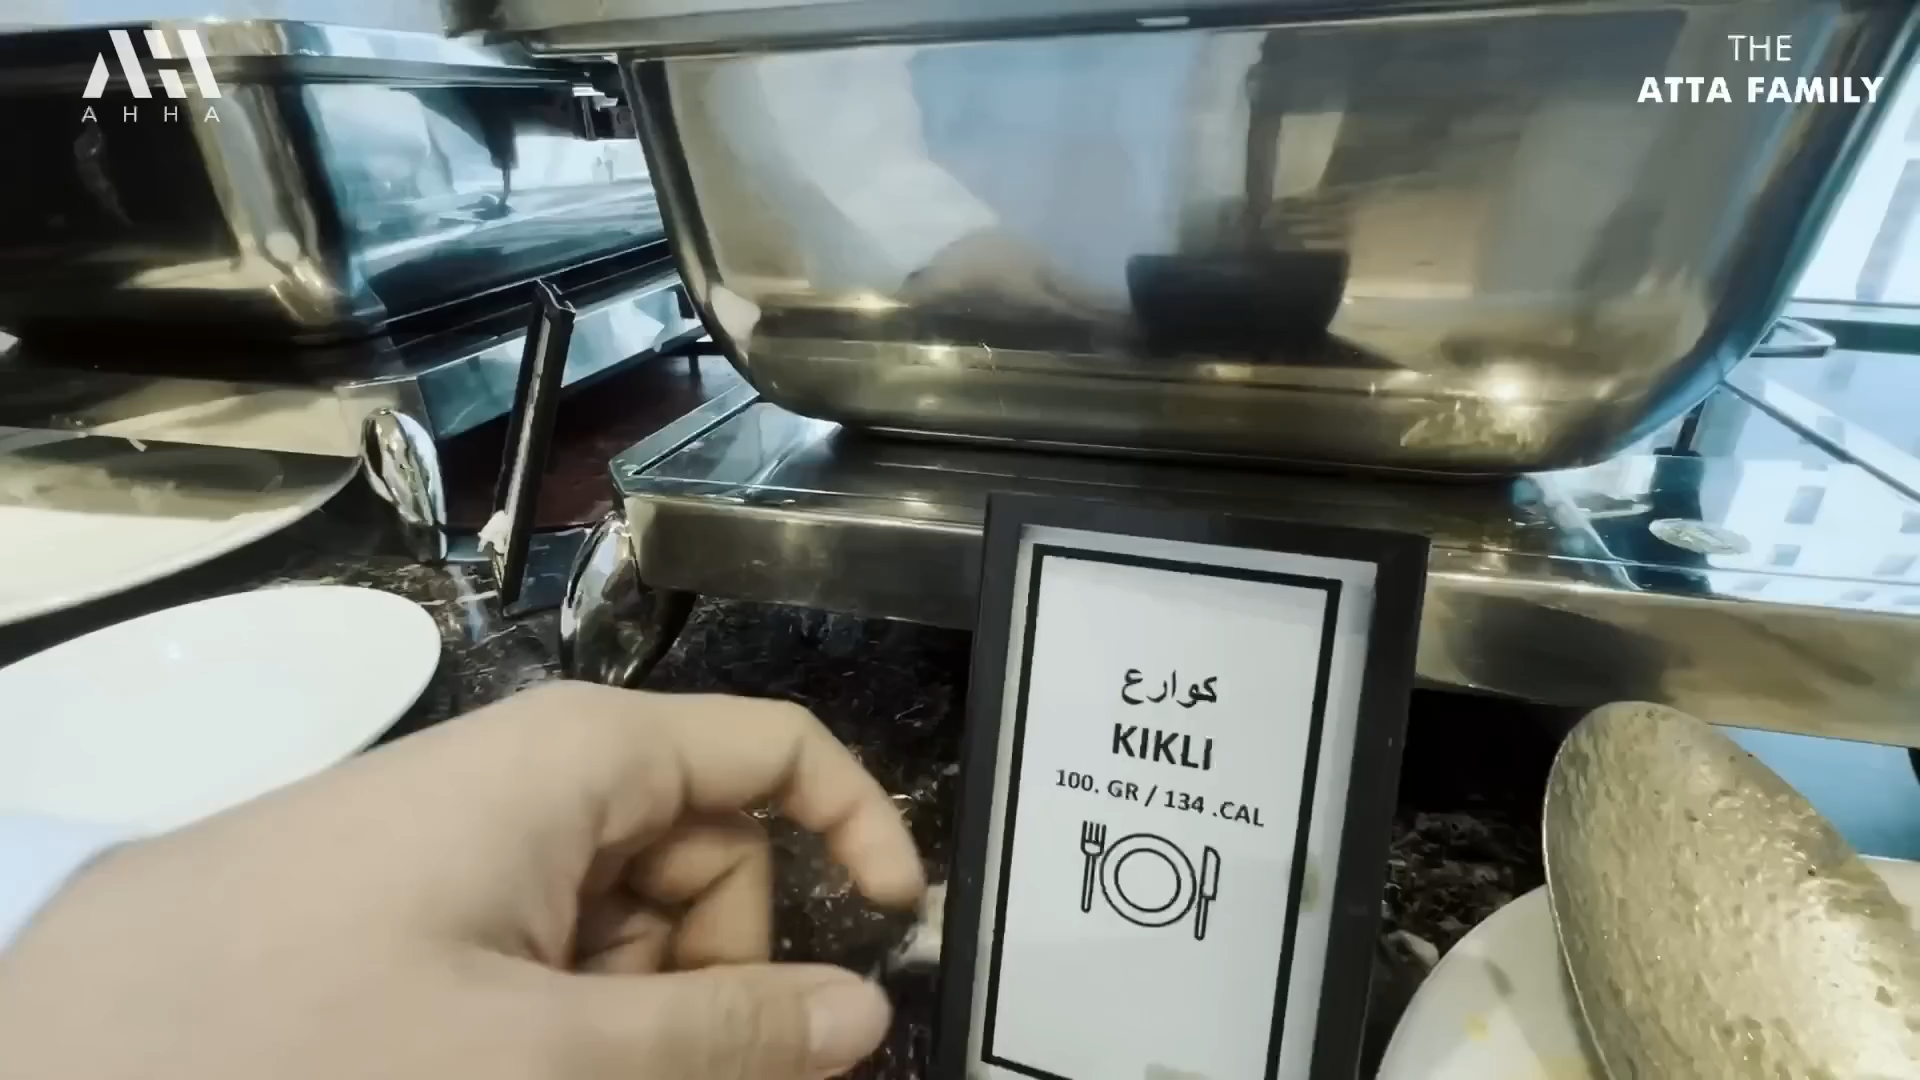 AHHA
THE
ATTA FAMILY
كوارع
KIKLI
100. GR / 134 .CAL